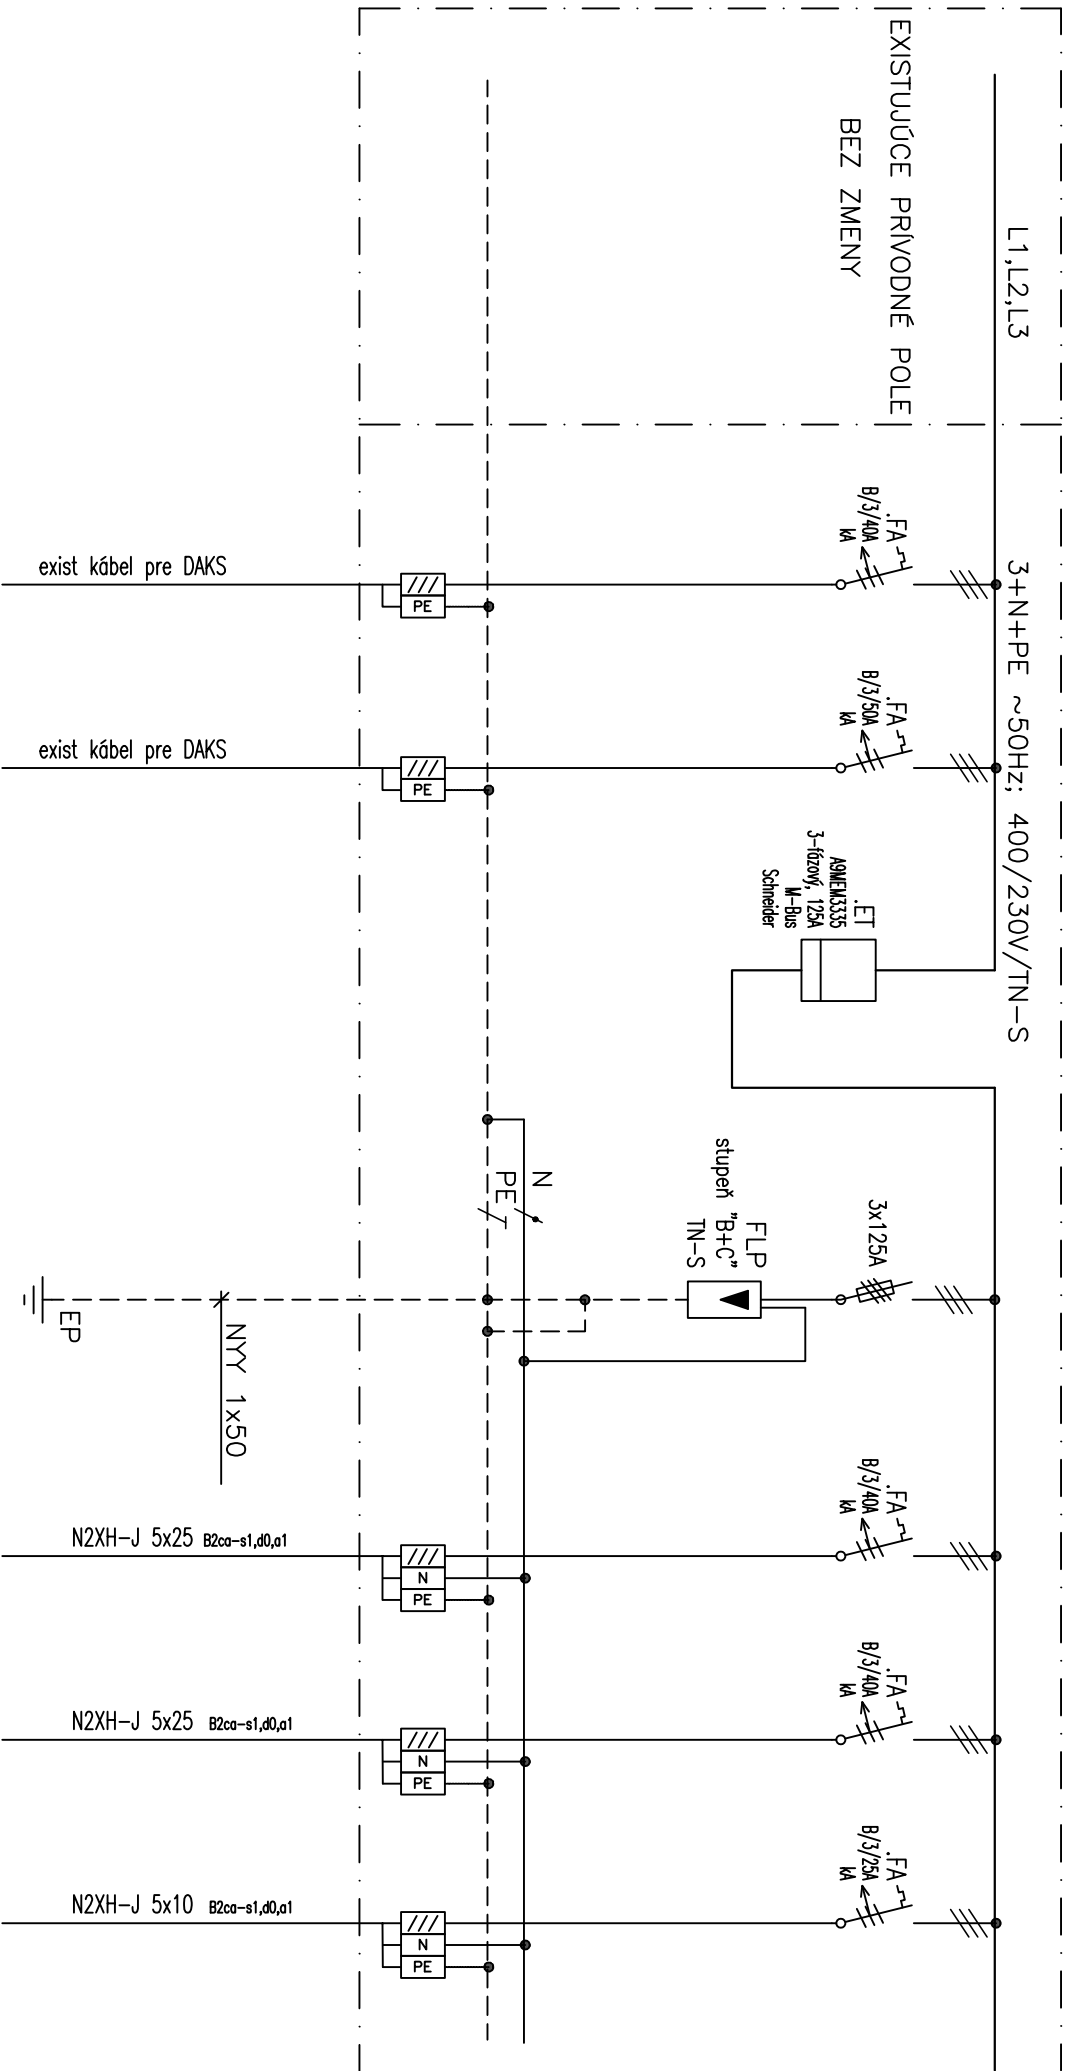 EXISTUJÚCE PRÍVODNÉ POLE
BEZ ZMENY
L1,L2,L3
3+N+PE ~50Hz; 400/230V/TN-S
.FA
B/3/40A
kA
exist kábel pre DAKS
PE
.FA
B/3/50A
kA
exist kábel pre DAKS
PE
.ET
A9MEM3335
3-fázový, 125A
M-Bus
Schneider
N
PE
3x125A
FLP
stupeň "B+C"
TN-S
EP
NYY 1x50
.FA
B/3/40A
kA
N2XH-J 5x25 B2ca-s1,d0,a1
N
PE
.FA
B/3/40A
kA
N2XH-J 5x25 B2ca-s1,d0,a1
N
PE
.FA
B/3/25A
kA
N2XH-J 5x10 B2ca-s1,d0,a1
N
PE